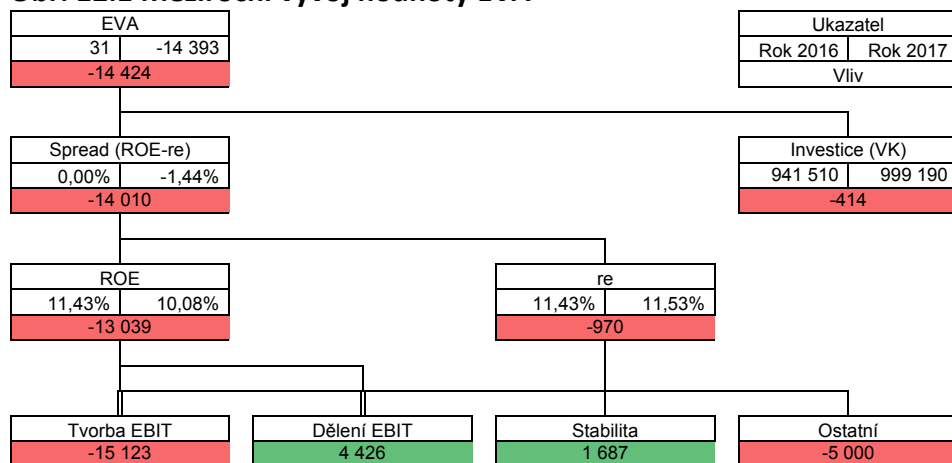 EVA
Ukazatel
31 -14 393
Rok 2016 Rok 2017
-14 424
Vliv
Spread (ROE-re)
Investice (VK)
0,00% -1,44%
941 510 999 190
-14 010
-414
ROE
re
11,43% 10,08%
11,43% 11,53%
-13 039
-970
Tvorba EBIT
Dělení EBIT
Stabilita
Ostatní
-15 123
4 426
1 687
-5 000